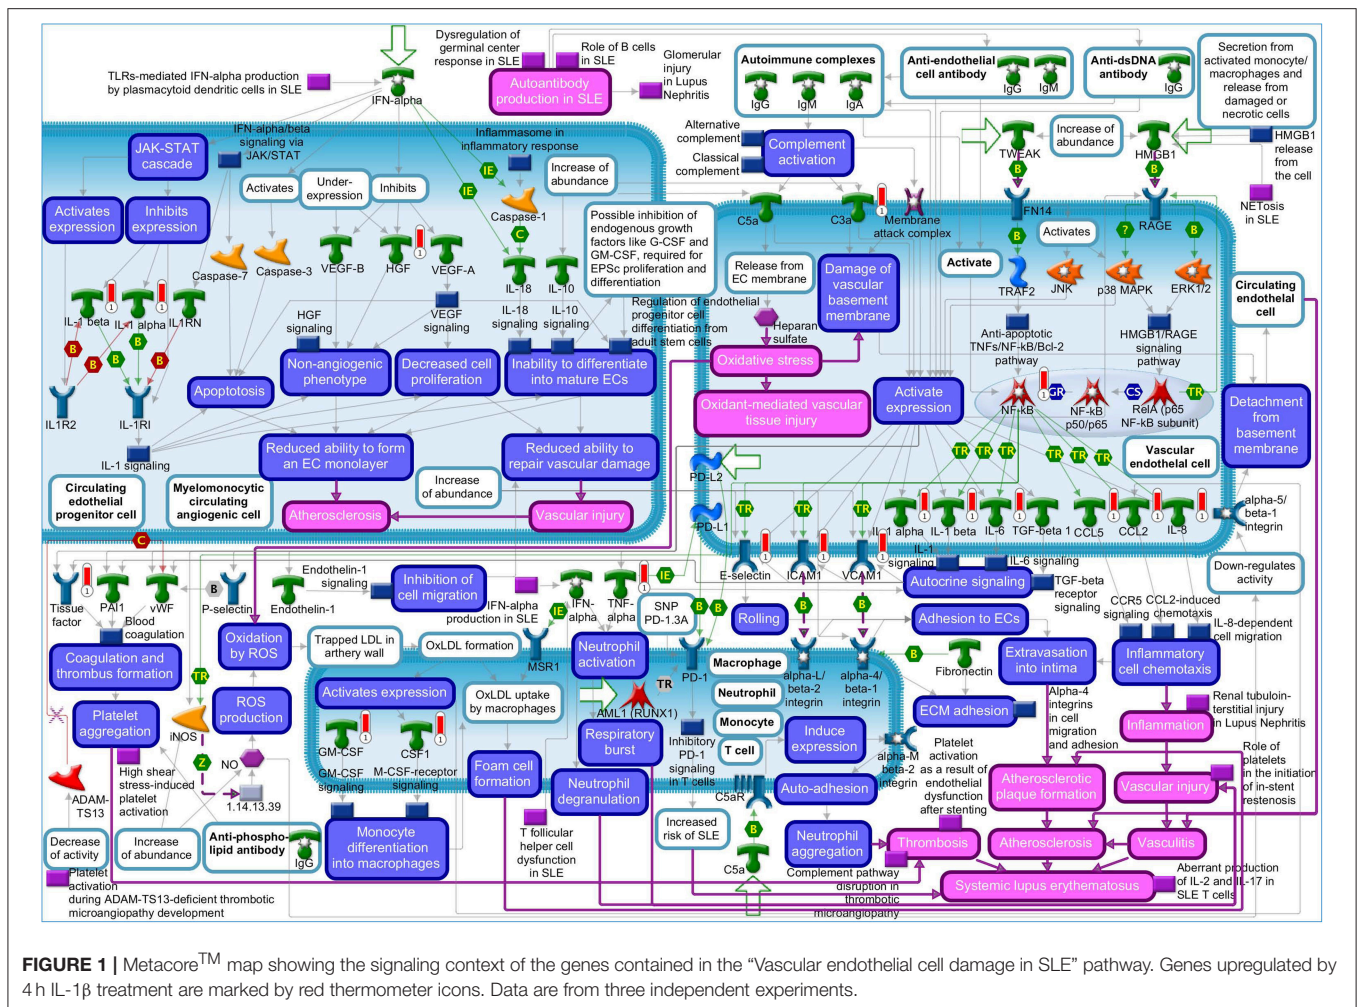 Dysregulation of
germinal center
response in SLE
Role of B cells
in SLE
Glomerular
injury
in Lupus
Nephritis
TLRs-mediated IFN-alpha production
by plasmacytoid dendritic cells in SLE
IFN-alpha
Autoantibody
production in SLE
Autoimmune complexes
IgG
IgM
IgA
Anti-endothelial
cell antibody
IgG
IgM
Anti-dsDNA
antibody
IgG
Secretion from
activated monocyte/
macrophages and
release from
damaged or
necrotic cells
JAK-STAT
cascade
IFN-alpha/beta
signaling via
JAK/STAT
Inflammasome in
inflammatory response
Alternative
complement
Classical
complement
Complement
activation
TWEAK
Increase of
abundance
HMGB1
HMGB1
release
from
the cell
NETosis
in SLE
Activates
Under-
expression
Inhibits
IE
IE
Caspase-1
Increase of
abundance
Activates
expression
Inhibits
expression
C5a
C3a
Membrane
attack complex
B
B
FN14
RAGE
Possible inhibition of
endogenous growth
factors like G-CSF and
GM-CSF, required for
EPSc proliferation and
differentiation
Caspase-7
Caspase-3
VEGF-B
HGF
VEGF-A
C
IL-18
IL-10
Release from
EC membrane
Damage of
vascular
basement
membrane
Activate
Activates
B
?
B
TRAF2
JNK
p38 MAPK
ERK1/2
Circulating
endothelal
cell
IL-1 beta
IL-1 alpha
IL1RN
HGF
signaling
VEGF
signaling
IL-18
signaling
IL-10
signaling
Regulation of endothelial
progenitor cell
differentiation from
adult stem cells
Heparan
sulfate
Anti-apoptotic
TNFs/NF-kB/Bcl-2
pathway
HMGB1/RAGE
signaling
pathway
B
B
B
B
Apoptotosis
Non-angiogenic
phenotype
Decreased cell
proliferation
Inability to differentiate
into mature ECs
Oxidative stress
Oxidant-mediated vascular
tissue injury
Activate
expression
NF-kB
GR
NF-kB
p50/p65
CS
RelA (p65
NF-kB subunit)
TR
Detachment
from
basement
membrane
IL1R2
IL-1RI
IL-1 signaling
Reduced ability to form
an EC monolayer
Reduced ability to
repair vascular damage
TR
TR
TR
TR
TR
TR
Vascular
endothelal cell
Circulating
edothelial
progenitor cell
Myelomonocytic
circulating
angiogenic cell
Increase
of abundance
PD-L2
Atherosclerosis
Vascular injury
PD-L1
TR
TR
TR
IL-1 alpha
IL-1 beta
IL-6
TGF-beta 1
CCL5
CCL2
IL-8
alpha-5/
beta-1
integrin
C
E-selectin
ICAM1
VCAM1
IL-1
signaling
IL-6 signaling
Autocrine signaling
TGF-beta
receptor
signaling
Down-regulates
activity
Tissue
factor
PAI1
vWF
B
P-selectin
Endothelin-1
Endothelin-1
signaling
Inhibition of
cell migration
IFN-alpha
production in SLE
IFN-
alpha
TNF-
alpha
IE
IE
SNP
PD-1.3A
B
B
Rolling
B
B
Adhesion to ECs
CCR5
signaling
CCL2-induced
chemotaxis
IL-8-dependent
cell migration
Blood
coagulation
Coagulation and
thrombus formation
Oxidation
by ROS
Trapped LDL in
arthery wall
OxLDL formation
MSR1
Neutrophil
activation
PD-1
Macrophage
Neutrophil
Monocyte
T cell
alpha-L/
beta-2
integrin
alpha-4/
beta-1
integrin
B
Fibronectin
Extravasation
into intima
Inflammatory
cell chemotaxis
TR
Activates expression
OxLDL uptake
by macrophages
TR
AML1 (RUNX1)
ECM adhesion
Alpha-4
integrins
in cell
migration
and adhesion
Renal tubuloin-
terstitial injury
in Lupus Nephritis
Inflammation
Platelet
aggregation
iNOS
ROS
production
GM-CSF
CSF1
Respiratory
burst
Inhibitory
PD-1
signaling
in T cells
Induce
expression
alpha-M
beta-2
integrin
Platelet
activation
as a result of
endothelial
dysfunction
after stenting
Role of
platelets
in the initiation
of in-stent
restenosis
Z
NO
High shear
stress-induced
platelet
activation
1.14.13.39
GM-CSF
signaling
M-CSF-receptor
signaling
Foam cell
formation
Neutrophil
degranulation
C5aR
Auto-adhesion
Atherosclerotic
plaque formation
Vascular injury
ADAM-
TS13
Decrease
of activity
Increase of
abundance
Anti-phospho-
lipid antibody
IgG
Monocyte
differentiation
into macrophages
T follicular
helper cell
dysfunction
in SLE
Increased
risk of SLE
B
C5a
Neutrophil
aggregation
Thrombosis
Atherosclerosis
Vasculitis
Platelet
activation
during ADAM-TS13-deficient thrombotic
microangiopathy development
Complement pathway
disruption in
thrombotic
microangiopathy
Systemic lupus erythematosus
Aberrant production
of IL-2 and IL-17 in
SLE T cells
FIGURE 1 | Metacore™ map showing the signaling context of the genes contained in the “Vascular endothelial cell damage in SLE” pathway. Genes upregulated by
4 h IL-1β treatment are marked by red thermometer icons. Data are from three independent experiments.